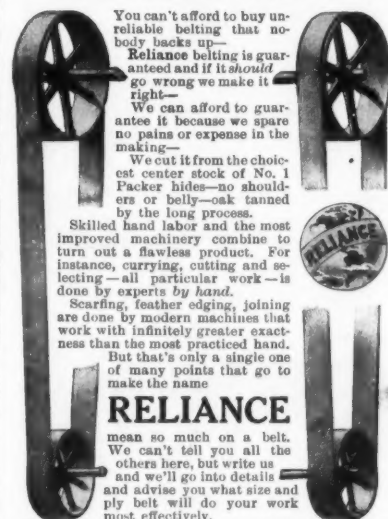 You can't afford to buy un-
reliable belting that no-
body backs up—
Reliance belting is guar-
anteed and if it should
go wrong we make it
right—
We can afford to guar-
antee it because we spare
no pains or expense in the
making—
We cut it from the choic-
est center stock of No. 1
Packer hides—no should-
ers or belly—oak tanned
by the long process.
Skilled hand labor and the most
improved machinery combine to
turn out a flawless product. For
instance, currying, cutting and se-
lecting—all particular work—is
done by experts by hand.
Scarfing, feather edging, joining
are done by modern machines that
work with infinitely greater exact-
ness than the most practiced hand.
But that's only a single one
of many points that go to
make the name
RELIANCE
RELIANCE
mean so much on a belt.
We can't tell you all the
others here, but write us
and we'll go into details
and advise you what size and
ply belt will do your work
most effectively.